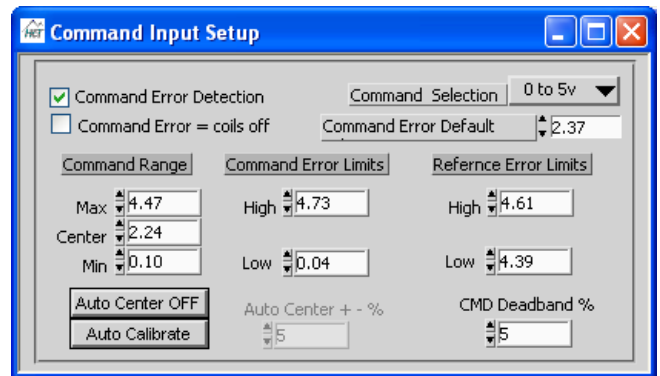 HCT Command Input Setup
Command Error Detection
Command Selection 0 to 5v
Command Error = coils off
Command Error Default 2.37
Command Range Command Error Limits Refernce Error Limits
Max 4.47 High 4.73 High 4.61
Center 2.24
Min 0.10 Low 0.04 Low 4.39
Auto Center OFF Auto Center + - % CMD Deadband %
Auto Calibrate 5 5